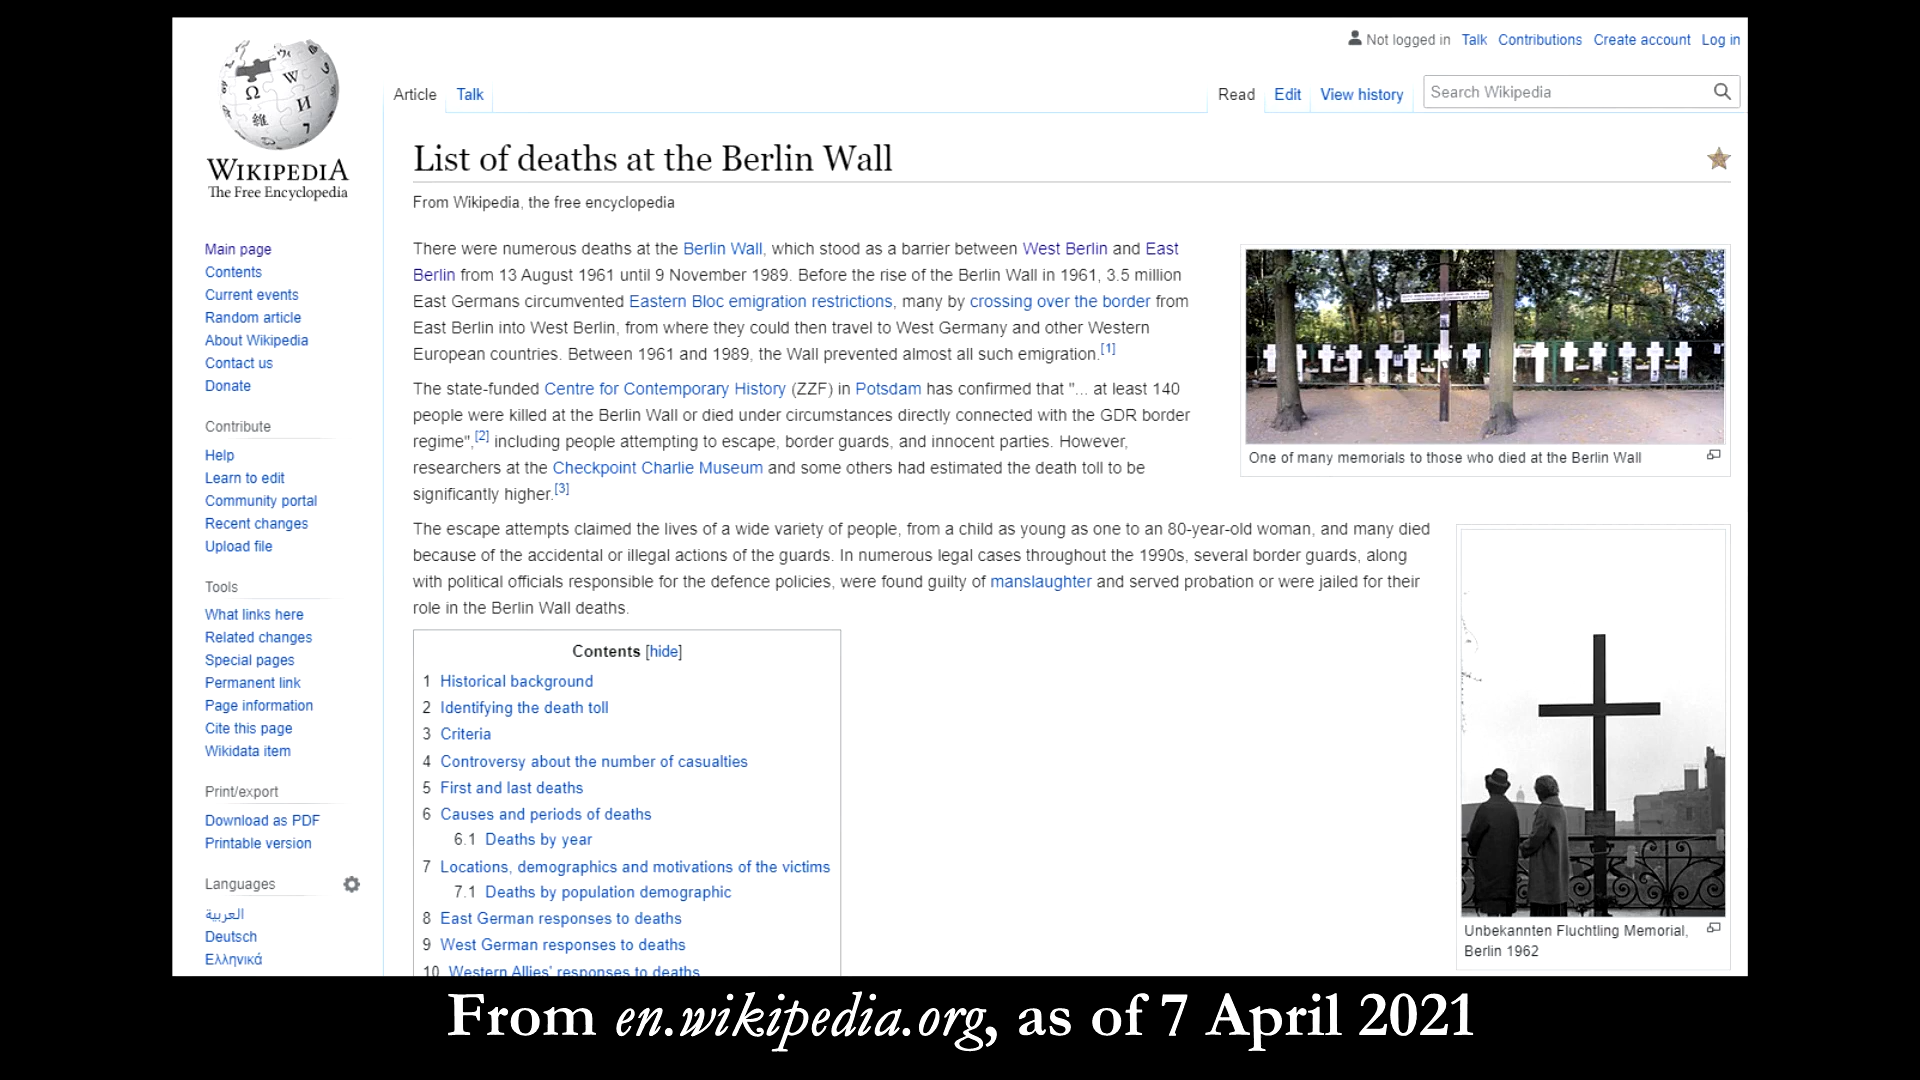 Not logged in Talk Contributions Create account Log in
Article Talk Read Edit View history Search Wikipedia
WIKIPEDIA
The Free Encyclopedia
Main page
Contents
Current events
Random article
About Wikipedia
Contact us
Donate
Contribute
Help
Learn to edit
Community portal
Recent changes
Upload file
Tools
What links here
Related changes
Special pages
Permanent link
Page information
Cite this page
Wikidata item
Print/export
Download as PDF
Printable version
Languages
العربية
Deutsch
Ελληνικά
List of deaths at the Berlin Wall
From Wikipedia, the free encyclopedia
There were numerous deaths at the Berlin Wall, which stood as a barrier between West Berlin and East
Berlin from 13 August 1961 until 9 November 1989. Before the rise of the Berlin Wall in 1961, 3.5 million
East Germans circumvented Eastern Bloc emigration restrictions, many by crossing over the border from
East Berlin into West Berlin, from where they could then travel to West Germany and other Western
European countries. Between 1961 and 1989, the Wall prevented almost all such emigration.[1]
The state-funded Centre for Contemporary History (ZZF) in Potsdam has confirmed that "... at least 140
people were killed at the Berlin Wall or died under circumstances directly connected with the GDR border
regime",[2] including people attempting to escape, border guards, and innocent parties. However,
researchers at the Checkpoint Charlie Museum and some others had estimated the death toll to be
significantly higher.[3]
One of many memorials to those who died at the Berlin Wall
The escape attempts claimed the lives of a wide variety of people, from a child as young as one to an 80-year-old woman, and many died
because of the accidental or illegal actions of the guards. In numerous legal cases throughout the 1990s, several border guards, along
with political officials responsible for the defence policies, were found guilty of manslaughter and served probation or were jailed for their
role in the Berlin Wall deaths.
Contents [hide]
1 Historical background
2 Identifying the death toll
3 Criteria
4 Controversy about the number of casualties
5 First and last deaths
6 Causes and periods of deaths
6.1 Deaths by year
7 Locations, demographics and motivations of the victims
7.1 Deaths by population demographic
8 East German responses to deaths
9 West German responses to deaths
10 Western Allies' responses to deaths
Unbekannten Fluchtling Memorial,
Berlin 1962
From en.wikipedia.org, as of 7 April 2021